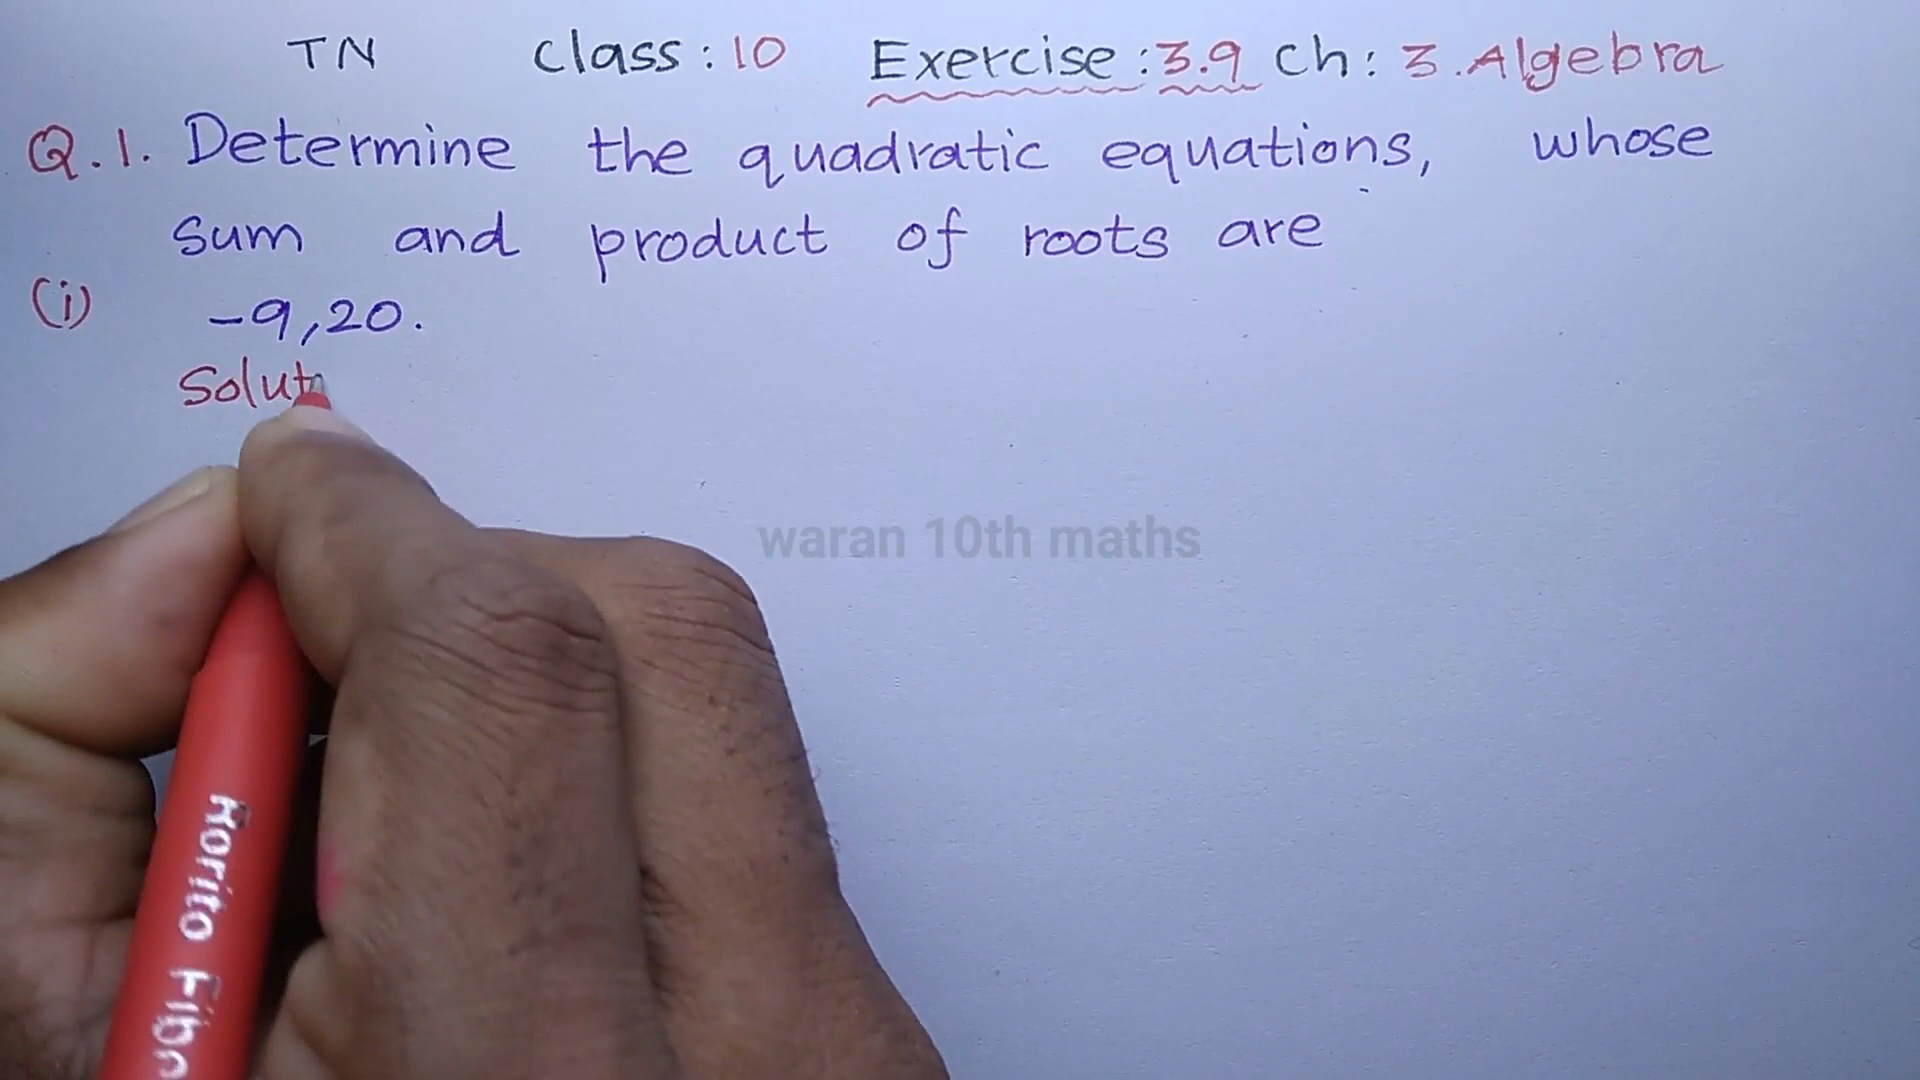 TN Class: 10 Exercise: 3.9 Ch: 3. Algebra
Q.1. Determine the quadratic equations, whose
sum and product of roots are
(i) -9,20.
Solut
waran 10th maths
Rorito